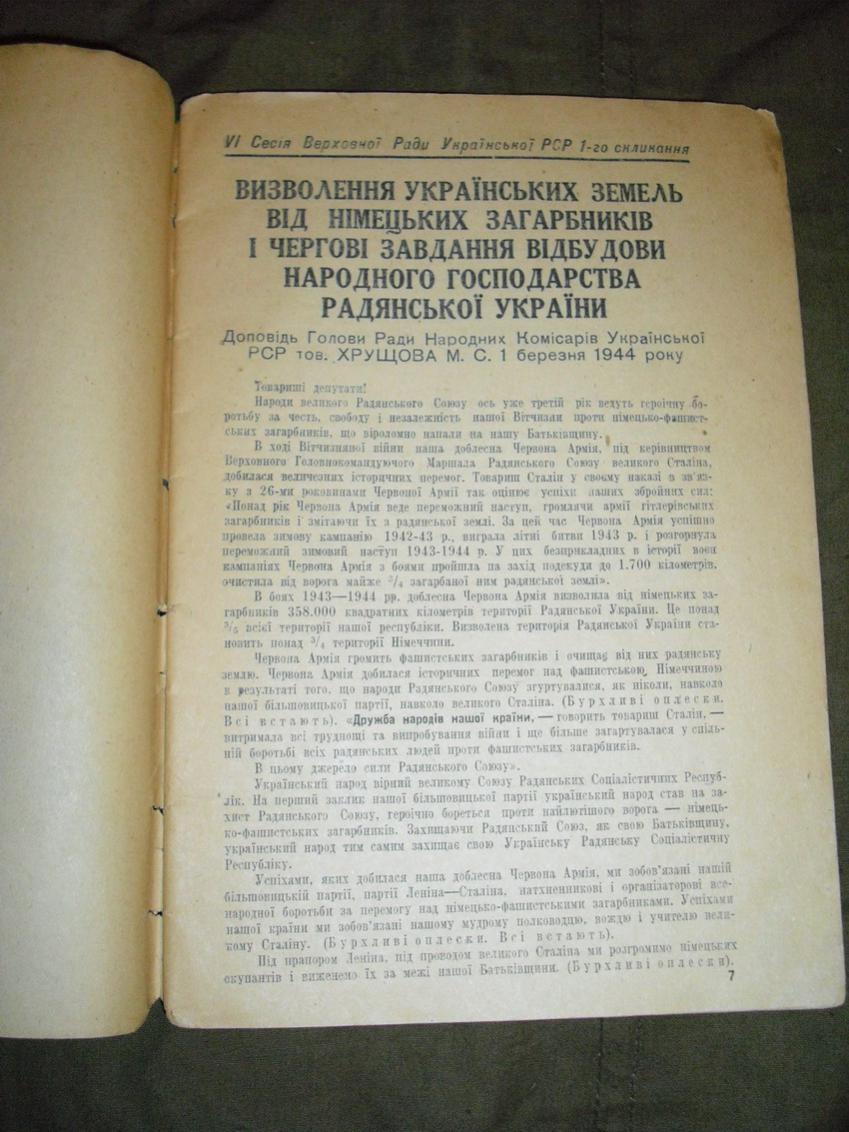 VI Сесія Верховної Ради Української РСР 1-го скликання
ВИЗВОЛЕННЯ УКРАЇНСЬКИХ ЗЕМЕЛЬ
ВІД НІМЕЦЬКИХ ЗАГАРБНИКІВ
І ЧЕРГОВІ ЗАВДАННЯ ВІДБУДОВИ
НАРОДНОГО ГОСПОДАРСТВА
РАДЯНСЬКОЇ УКРАЇНИ
Доповідь Голови Ради Народних Комісарів Української
РСР тов. ХРУЩОВА М. С. 1 березня 1944 року
Товариші депутати!
Народи великого Радянського Союзу ось уже третій рік ведуть героїчну бо-
ротьбу за честь, свободу і незалежність нашої Вітчизни проти німецько-фашист-
ських загарбників, що віроломно напали на нашу Батьківщину.
В ході Вітчизняної війни наша доблесна Червона Армія, під керівництвом
Верховного Головнокомандуючого Маршала Радянського Союзу великого Сталіна,
добилася величезних історичних перемог. Товариш Сталін у своєму наказі в зв'яз-
ку з 26-ми роковинами Червоної Армії так оцінює успіхи наших збройних сил:
«Понад рік Червона Армія веде переможний наступ, громлячи армії гітлерівських
загарбників і змітаючи їх з радянської землі. За цей час Червона Армія успішно
провела зимову кампанію 1942-43 р., виграла літні битви 1943 р. і розгорнула
переможний зимовий наступ 1943-1944 р. У цих безприкладних в історії воєн
кампаніях Червона Армія з боями пройшла на захід подекуди до 1.700 кілометрів,
очистила від ворога майже ³/₄ загарбаної ним радянської землі».
В боях 1943—1944 рр. доблесна Червона Армія визволила від німецьких за-
гарбників 358.000 квадратних кілометрів території Радянської України. Це понад
³/₅ всієї території нашої республіки. Визволена територія Радянської України ста-
новить понад ³/₄ території Німеччини.
Червона Армія громить фашистських загарбників і очищає від них радянську
землю. Червона Армія добилася історичних перемог над фашистською Німеччиною
в результаті того, що народи Радянського Союзу згуртувалися, як ніколи, навколо
нашої більшовицької партії, навколо великого Сталіна. (Бурхливі оплески.
Всі встають). «Дружба народів нашої країни, — говорить товариш Сталін, —
витримала всі труднощі та випробування війни і ще більше загартувалася у спіль-
ній боротьбі всіх радянських людей проти фашистських загарбників.
В цьому джерело сили Радянського Союзу».
Український народ вірний великому Союзу Радянських Соціалістичних Респуб-
лік. На перший заклик нашої більшовицької партії український народ став на за-
хист Радянського Союзу, героїчно бореться проти найлютішого ворога — німець-
ко-фашистських загарбників. Захищаючи Радянський Союз, як свою Батьківщину,
український народ тим самим захищає свою Українську Радянську Соціалістичну
Республіку.
Успіхами, яких добилася наша доблесна Червона Армія, ми зобов'язані нашій
більшовицькій партії, партії Леніна—Сталіна, натхненникові і організаторові все-
народної боротьби за перемогу над німецько-фашистськими загарбниками. Успіхами
нашої країни ми зобов'язані нашому мудрому полководцю, вождю і учителю вели-
кому Сталіну. (Бурхливі оплески. Всі встають).
Під прапором Леніна, під проводом великого Сталіна ми розгромимо німецьких
окупантів і виженемо їх за межі нашої Батьківщини. (Бурхливі оплески).
7